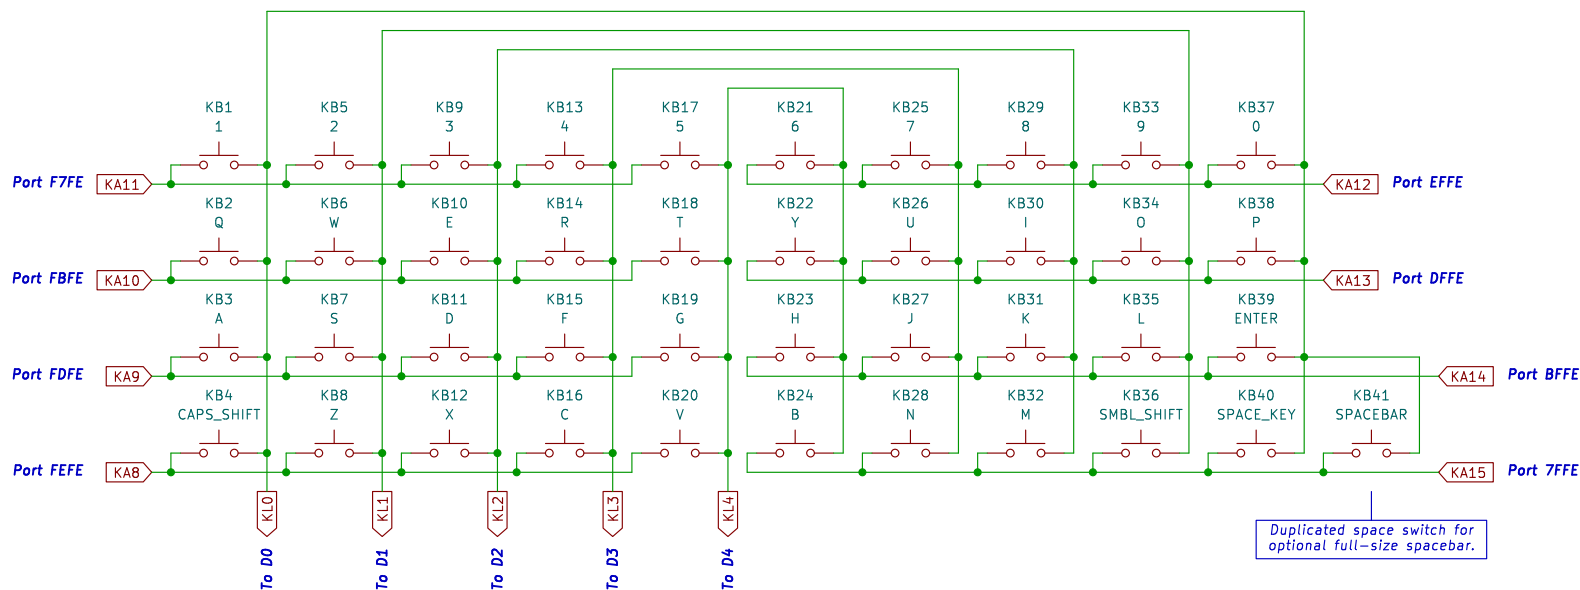 KB1 KB5 KB9 KB13 KB17 KB21 KB25 KB29 KB33 KB37
1 2 3 4 5 6 7 8 9 0
Port F7FE KA11 KA12 Port EFFE
KB2 KB6 KB10 KB14 KB18 KB22 KB26 KB30 KB34 KB38
Q W E R T Y U I O P
Port FBFE KA10 KA13 Port DFFE
KB3 KB7 KB11 KB15 KB19 KB23 KB27 KB31 KB35 KB39
A S D F G H J K L ENTER
Port FDFE KA9 KA14 Port BFFE
KB4 KB8 KB12 KB16 KB20 KB24 KB28 KB32 KB36 KB40 KB41
CAPS_SHIFT Z X C V B N M SMBL_SHIFT SPACE_KEY SPACEBAR
Port FEFE KA8 KA15 Port 7FFE
KL0 KL1 KL2 KL3 KL4
Duplicated space switch for
optional full-size spacebar.
To D0 To D1 To D2 To D3 To D4